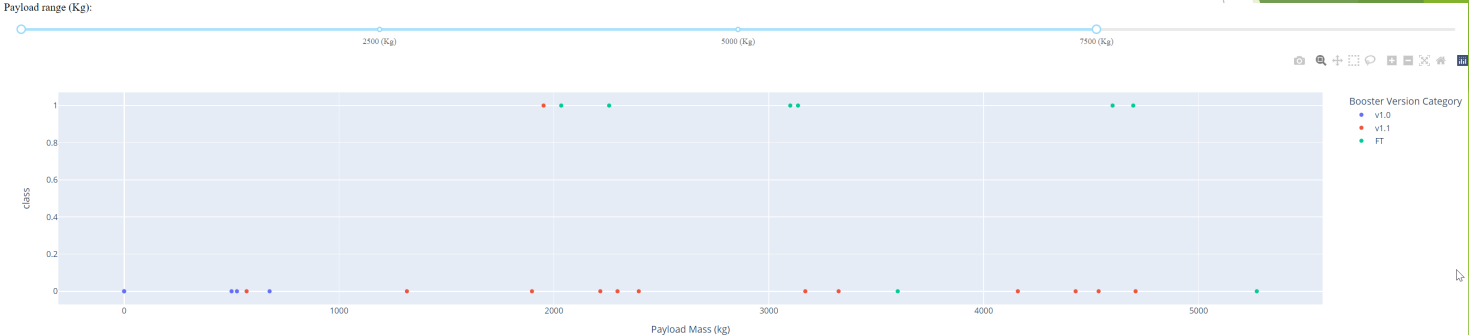 Payload range (Kg):
2500 (Kg) 5000 (Kg) 7500 (Kg)
Booster Version Category
v1.0
v1.1
FT
1
0.8
0.6
0.4
0.2
0
class
0 1000 2000 3000 4000 5000
Payload Mass (kg)